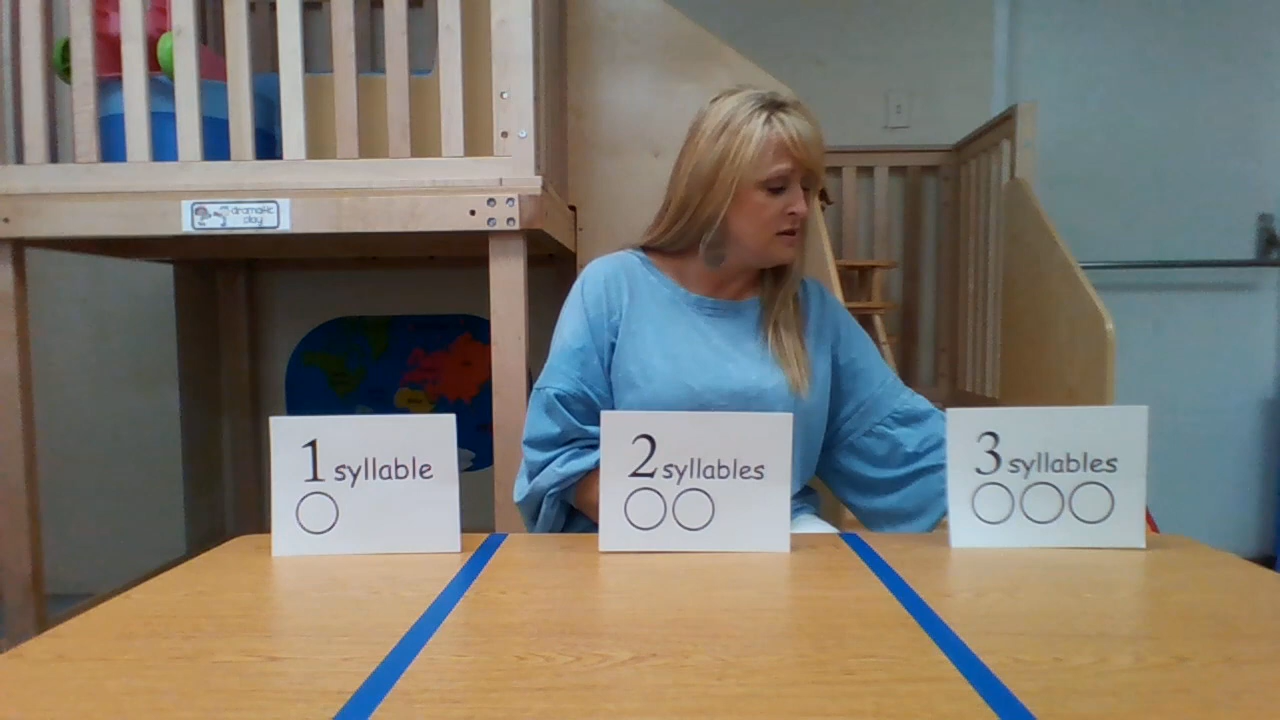 dramatic
play
1 syllable
2 syllables
3 syllables